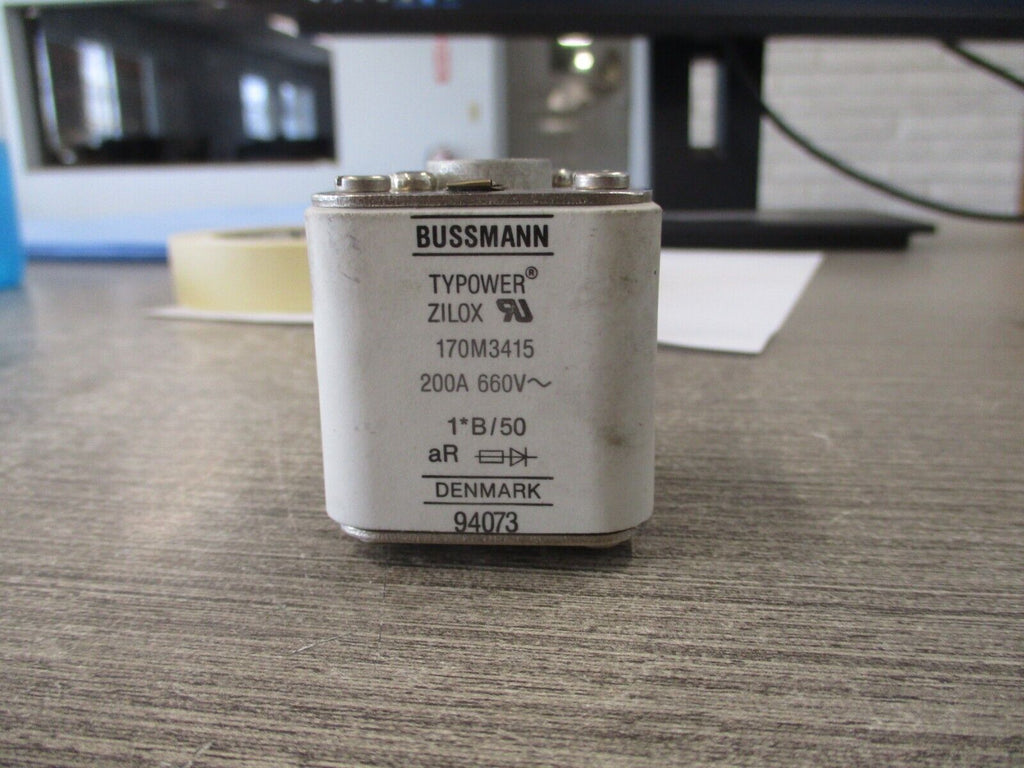 BUSSMANN
TYPOWER®
ZILOX
170M3415
200A 660V~
1*B/50
aR
DENMARK
94073